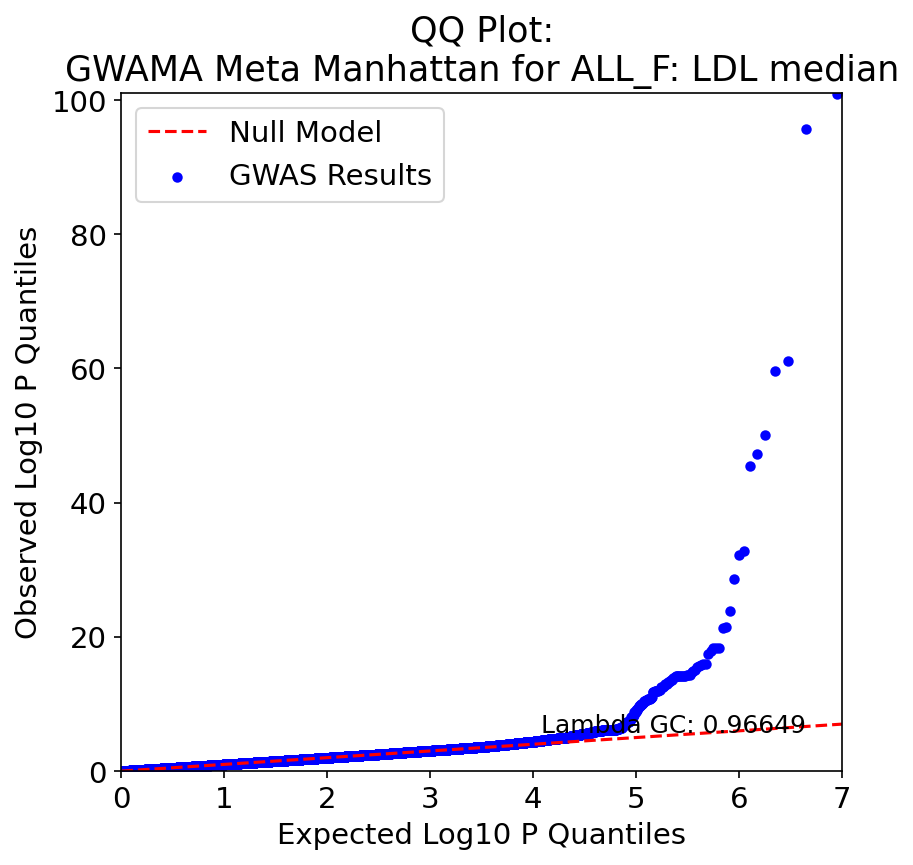 QQ Plot:
GWAMA Meta Manhattan for ALL_F: LDL median
Null Model
GWAS Results
100
80
60
40
20
0
Observed Log10 P Quantiles
Lambda GC: 0.96649
0 1 2 3 4 5 6 7
Expected Log10 P Quantiles